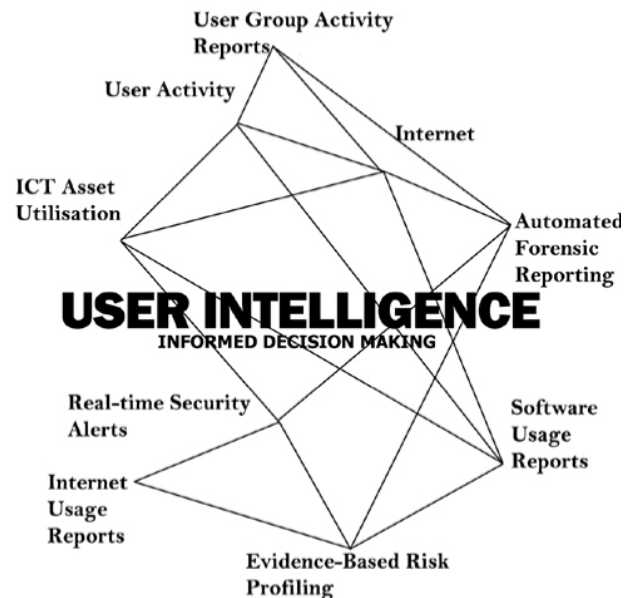 User Group Activity
Reports
User Activity
Internet
ICT Asset
Utilisation
Automated
Forensic
Reporting
USER INTELLIGENCE
INFORMED DECISION MAKING
Real-time Security
Alerts
Software
Usage
Reports
Internet
Usage
Reports
Evidence-Based Risk
Profiling